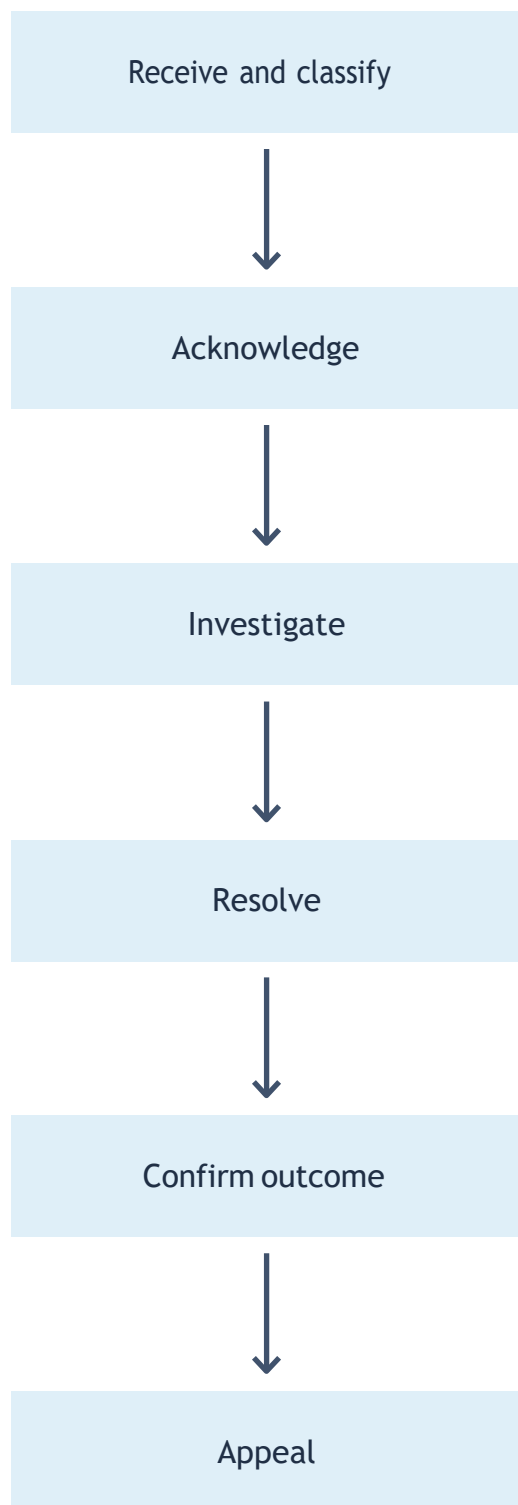 Receive and classify
Acknowledge
Investigate
Resolve
Confirm outcome
Appeal